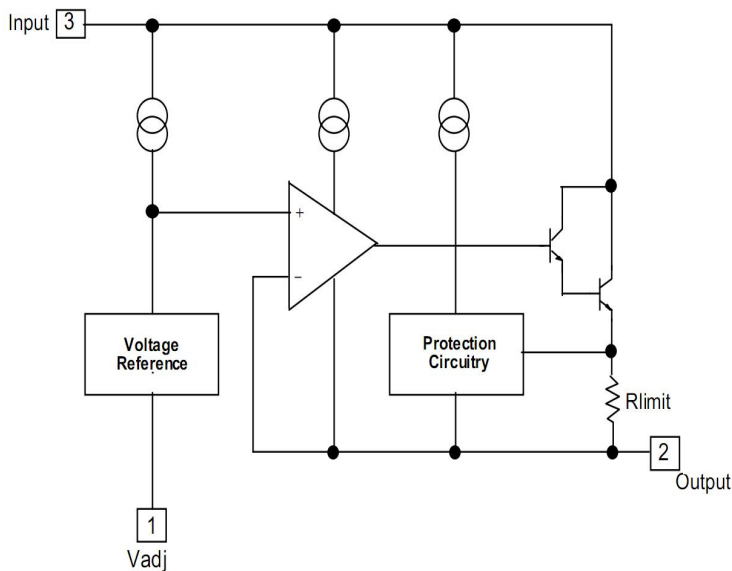 Input 3
+
−
Voltage
Reference
Protection
Circuitry
Rlimit
2
Output
1
Vadj